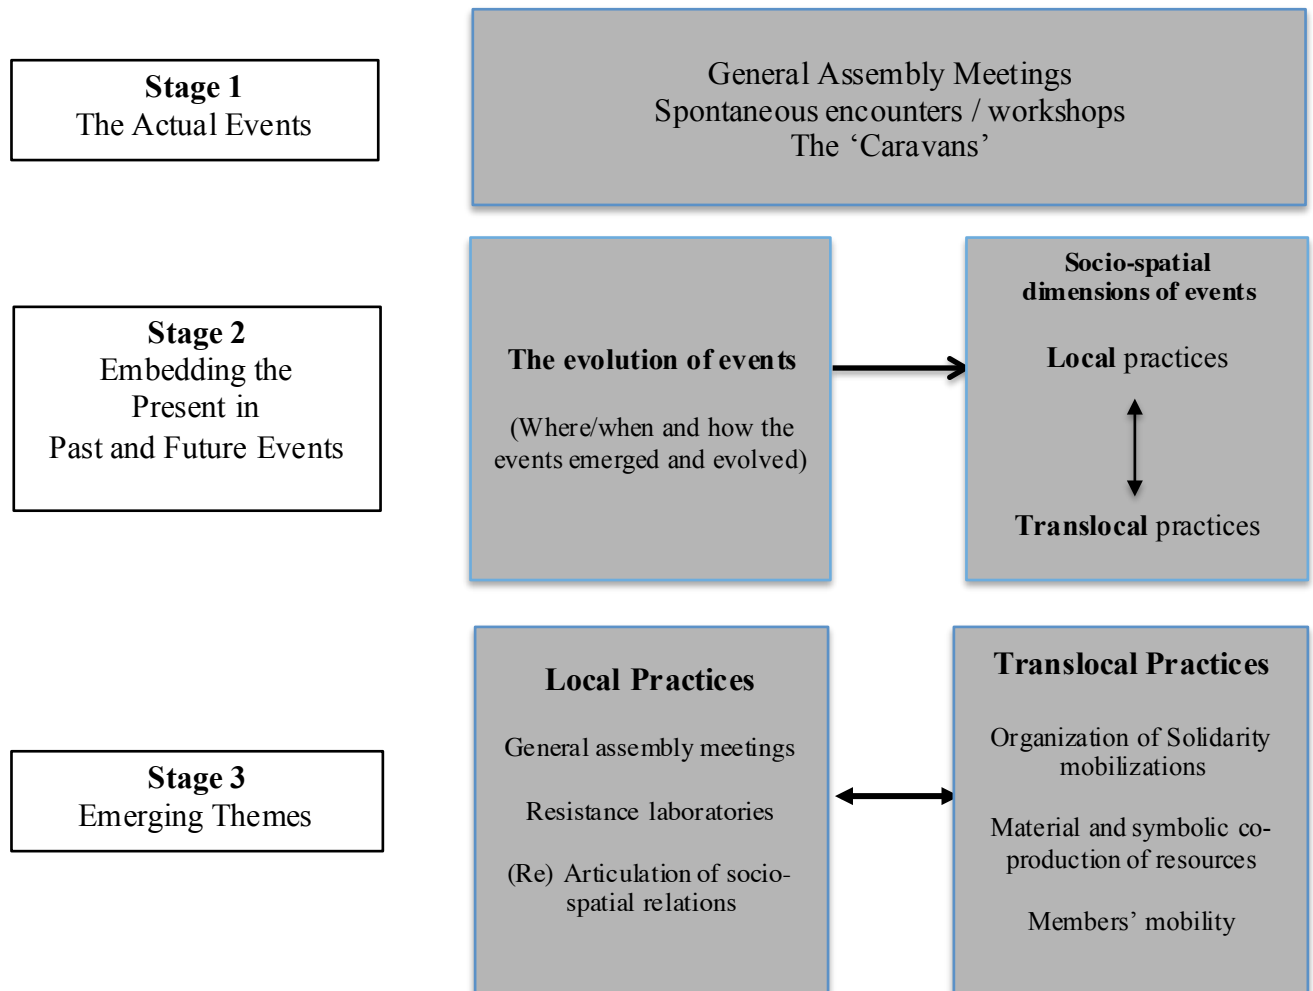 Stage 1
The Actual Events
General Assembly Meetings
Spontaneous encounters / workshops
The ‘Caravans’
Stage 2
Embedding the
Present in
Past and Future Events
The evolution of events
(Where/when and how the
events emerged and evolved)
Socio-spatial
dimensions of events
Local practices
Translocal practices
Stage 3
Emerging Themes
Local Practices
General assembly meetings
Resistance laboratories
(Re) Articulation of socio-
spatial relations
Translocal Practices
Organization of Solidarity
mobilizations
Material and symbolic co-
production of resources
Members’ mobility